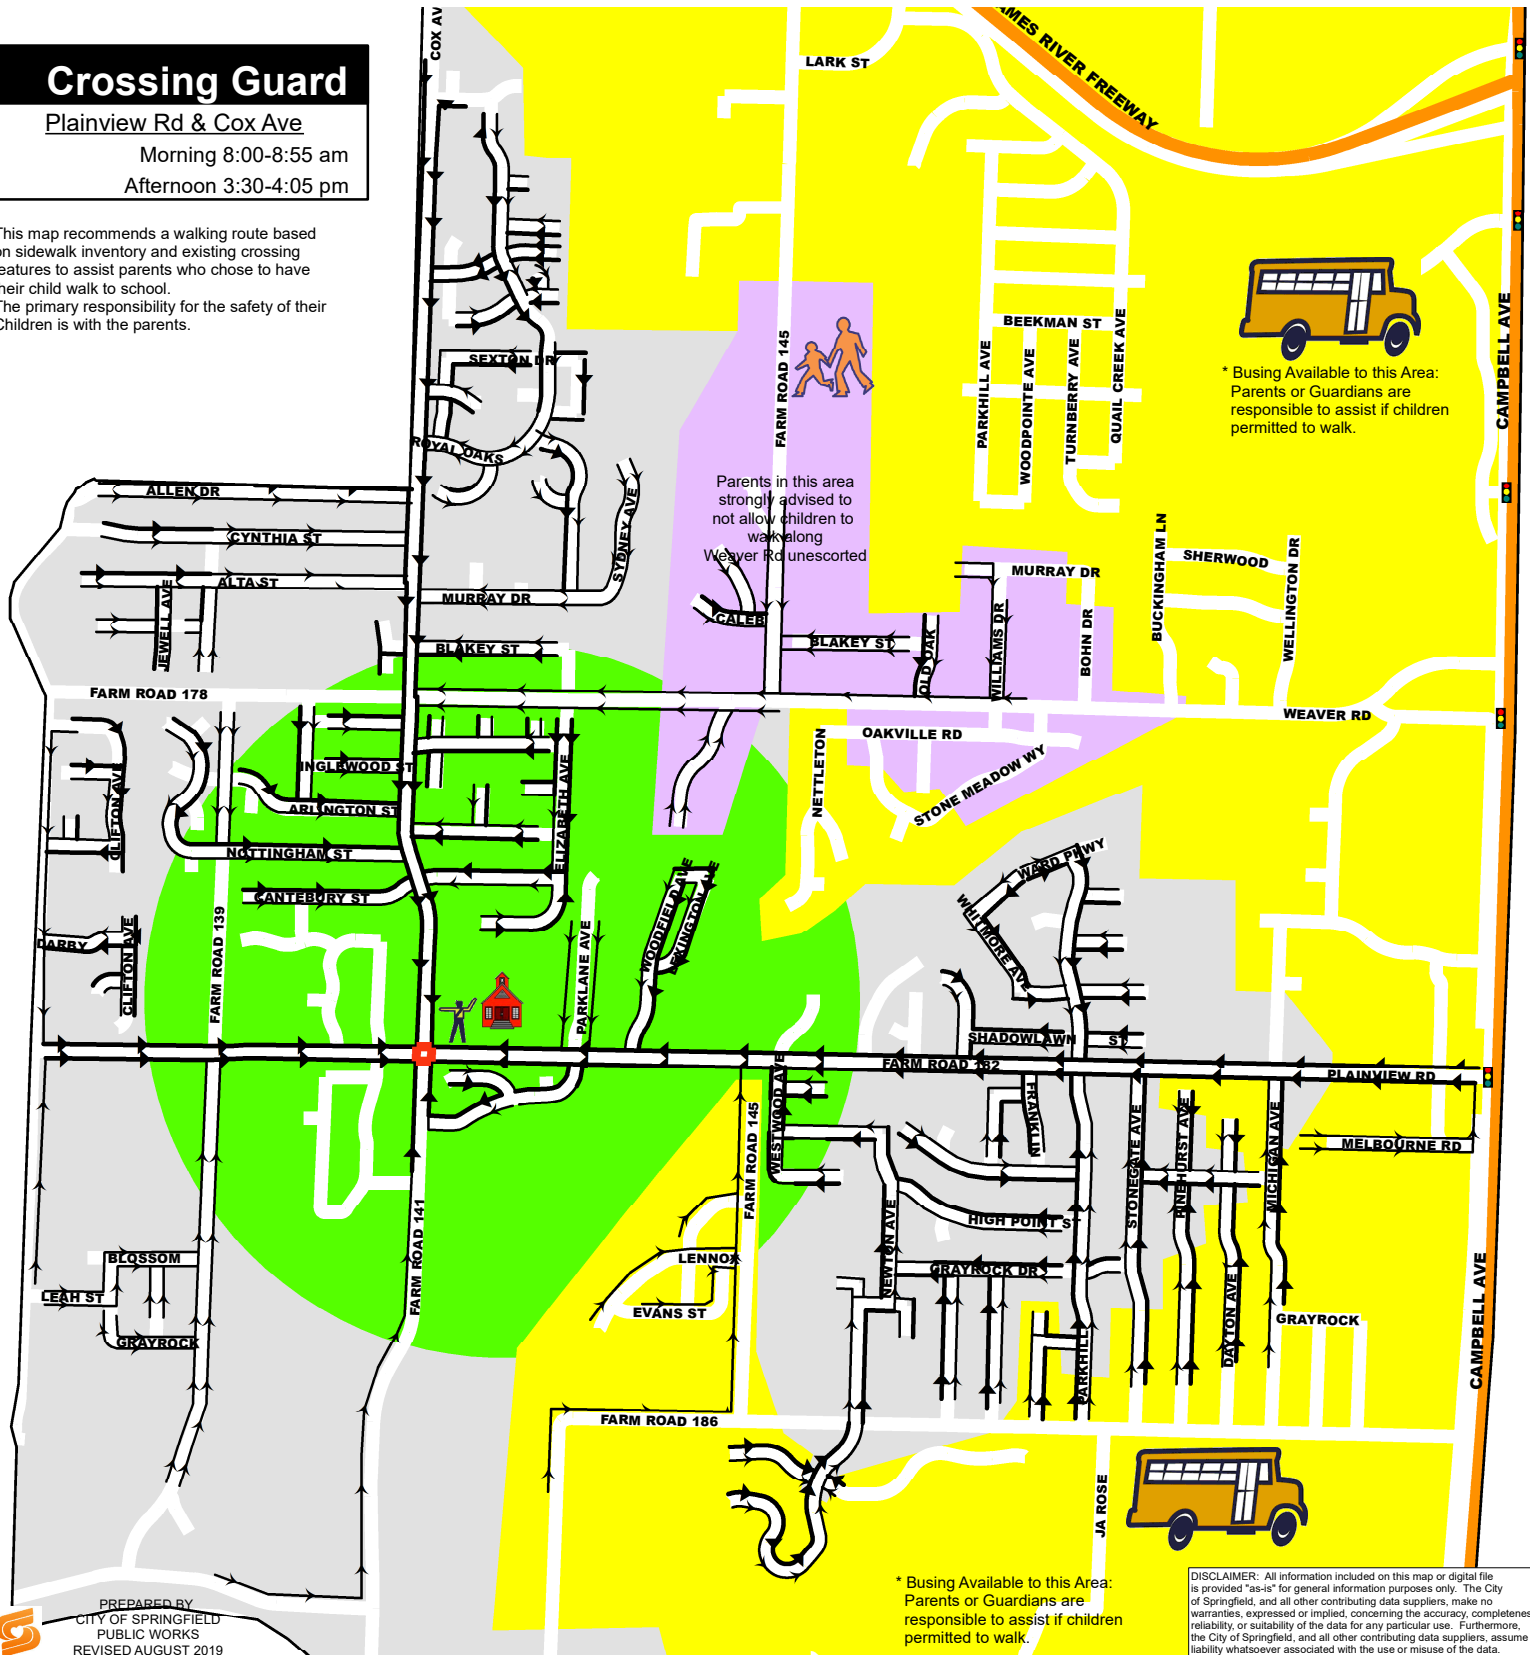 Crossing Guard
Plainview Rd & Cox Ave
Morning 8:00-8:55 am
Afternoon 3:30-4:05 pm
This map recommends a walking route based
on sidewalk inventory and existing crossing
features to assist parents who chose to have
their child walk to school.
The primary responsibility for the safety of their
Children is with the parents.
COX AV
LARK ST
AMES RIVER FREEWAY
FARM ROAD 145
BEEKMAN ST
PARKHILL AVE
WOODPOINTE AVE
TURNBERRY AVE
QUAIL CREEK AVE
CAMPBELL AVE
* Busing Available to this Area:
Parents or Guardians are
responsible to assist if children
permitted to walk.
SEXTON DR
ROYAL OAKS
ALLEN DR
CYNTHIA ST
ALTA ST
JEWELL AVE
SYDNEY AVE
MURRAY DR
BLAKEY ST
Parents in this area
strongly advised to
not allow children to
walk along
Weaver Rd unescorted
CALEB
BLAKEY ST
OLD OAK
WILLIAMS DR
MURRAY DR
BOHN DR
BUCKINGHAM LN
SHERWOOD
WELLINGTON DR
FARM ROAD 178
WEAVER RD
OAKVILLE RD
NETTLETON
STONE MEADOW WY
CLIFTON AVE
INGLEWOOD ST
ARLINGTON ST
NOTTINGHAM ST
CANTEBURY ST
ELIZABETH AVE
WOODFIELD AVE
LEXINGTON AVE
PARKLANE AVE
WARD PKWY
WHITMORE AVE
DARBY
CLIFTON AVE
FARM ROAD 139
SHADOWLAWN ST
FARM ROAD 182
PLAINVIEW RD
WESTWOOD AVE
FRANKLIN
STONEGATE AVE
PINEHURST AVE
MICHIGAN AVE
MELBOURNE RD
FARM ROAD 145
FARM ROAD 141
HIGH POINT ST
NEWTON AVE
GRAYROCK DR
DAYTON AVE
GRAYROCK
PARKHILL
CAMPBELL AVE
BLOSSOM
LEAH ST
GRAYROCK
LENNOX
EVANS ST
FARM ROAD 186
JA ROSE
* Busing Available to this Area:
Parents or Guardians are
responsible to assist if children
permitted to walk.
PREPARED BY
CITY OF SPRINGFIELD
PUBLIC WORKS
REVISED AUGUST 2019
DISCLAIMER: All information included on this map or digital file
is provided "as-is" for general information purposes only. The City
of Springfield, and all other contributing data suppliers, make no
warranties, expressed or implied, concerning the accuracy, completenes
reliability, or suitability of the data for any particular use. Furthermore,
the City of Springfield, and all other contributing data suppliers, assume
liability whatsoever associated with the use or misuse of the data.